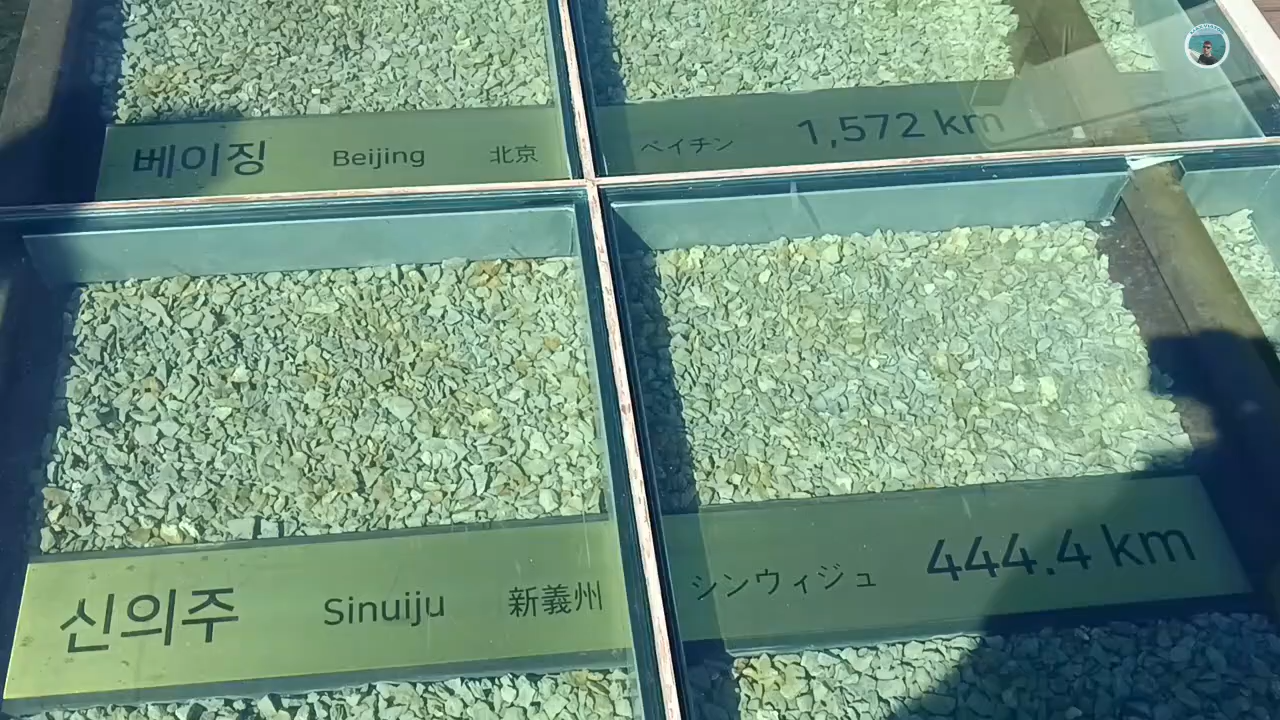 베이징 Beijing 北京 ベイチン 1,572 km
신의주 Sinuiju 新義州 シンウィジュ 444.4 km